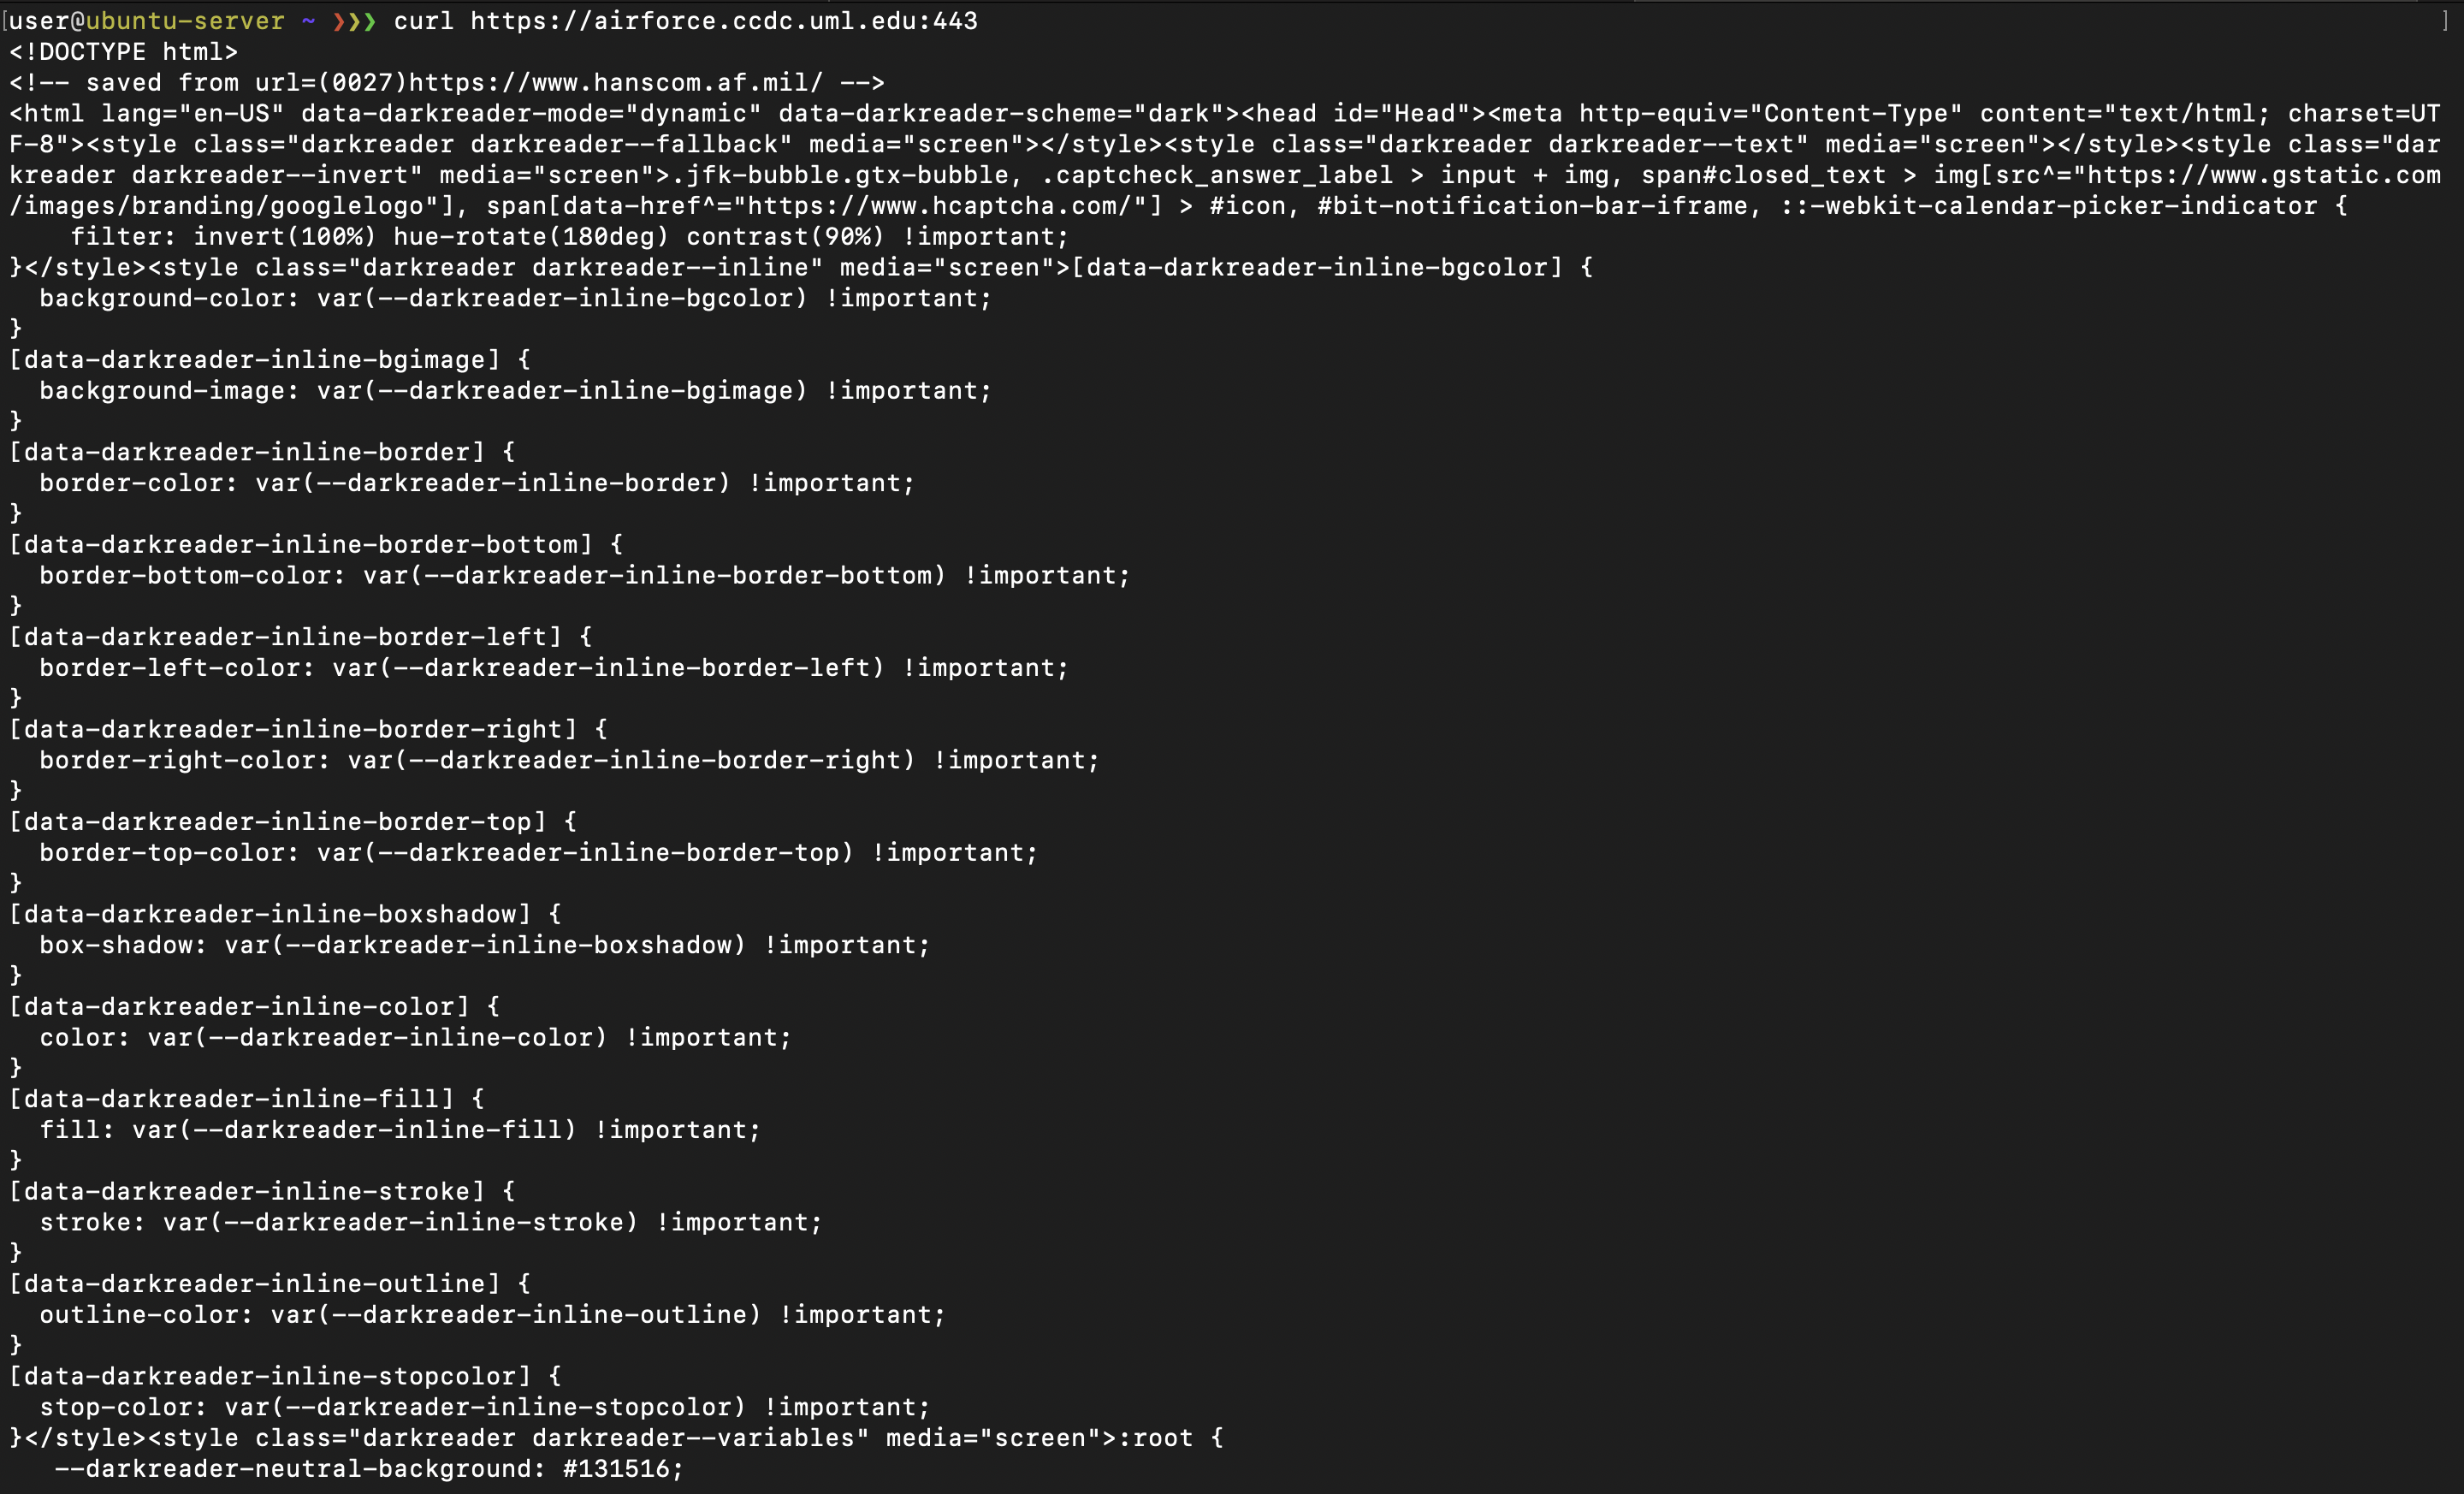 [user@ubuntu-server ~ ❯❯❯ curl https://airforce.ccdc.uml.edu:443 ]
<!DOCTYPE html>
<!-- saved from url=(0027)https://www.hanscom.af.mil/ -->
<html lang="en-US" data-darkreader-mode="dynamic" data-darkreader-scheme="dark"><head id="Head"><meta http-equiv="Content-Type" content="text/html; charset=UT
F-8"><style class="darkreader darkreader--fallback" media="screen"></style><style class="darkreader darkreader--text" media="screen"></style><style class="dar
kreader darkreader--invert" media="screen">.jfk-bubble.gtx-bubble, .captcheck_answer_label > input + img, span#closed_text > img[src^="https://www.gstatic.com
/images/branding/googlelogo"], span[data-href^="https://www.hcaptcha.com/"] > #icon, #bit-notification-bar-iframe, ::-webkit-calendar-picker-indicator {
    filter: invert(100%) hue-rotate(180deg) contrast(90%) !important;
}</style><style class="darkreader darkreader--inline" media="screen">[data-darkreader-inline-bgcolor] {
  background-color: var(--darkreader-inline-bgcolor) !important;
}
[data-darkreader-inline-bgimage] {
  background-image: var(--darkreader-inline-bgimage) !important;
}
[data-darkreader-inline-border] {
  border-color: var(--darkreader-inline-border) !important;
}
[data-darkreader-inline-border-bottom] {
  border-bottom-color: var(--darkreader-inline-border-bottom) !important;
}
[data-darkreader-inline-border-left] {
  border-left-color: var(--darkreader-inline-border-left) !important;
}
[data-darkreader-inline-border-right] {
  border-right-color: var(--darkreader-inline-border-right) !important;
}
[data-darkreader-inline-border-top] {
  border-top-color: var(--darkreader-inline-border-top) !important;
}
[data-darkreader-inline-boxshadow] {
  box-shadow: var(--darkreader-inline-boxshadow) !important;
}
[data-darkreader-inline-color] {
  color: var(--darkreader-inline-color) !important;
}
[data-darkreader-inline-fill] {
  fill: var(--darkreader-inline-fill) !important;
}
[data-darkreader-inline-stroke] {
  stroke: var(--darkreader-inline-stroke) !important;
}
[data-darkreader-inline-outline] {
  outline-color: var(--darkreader-inline-outline) !important;
}
[data-darkreader-inline-stopcolor] {
  stop-color: var(--darkreader-inline-stopcolor) !important;
}</style><style class="darkreader darkreader--variables" media="screen">:root {
   --darkreader-neutral-background: #131516;